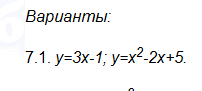 Варианты:
7.1. y=3x-1; y=x²-2x+5.